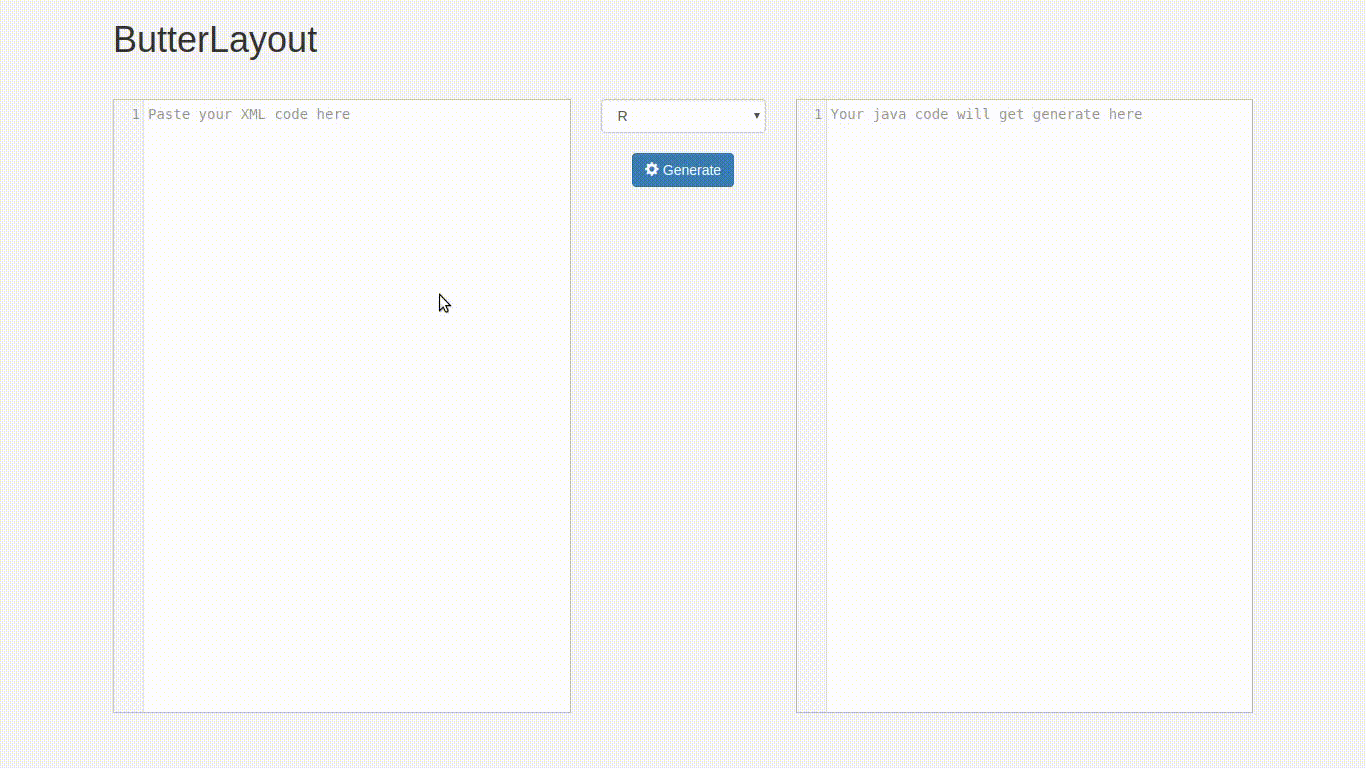 ButterLayout
1 Paste your XML code here
R
Generate
1 Your java code will get generate here